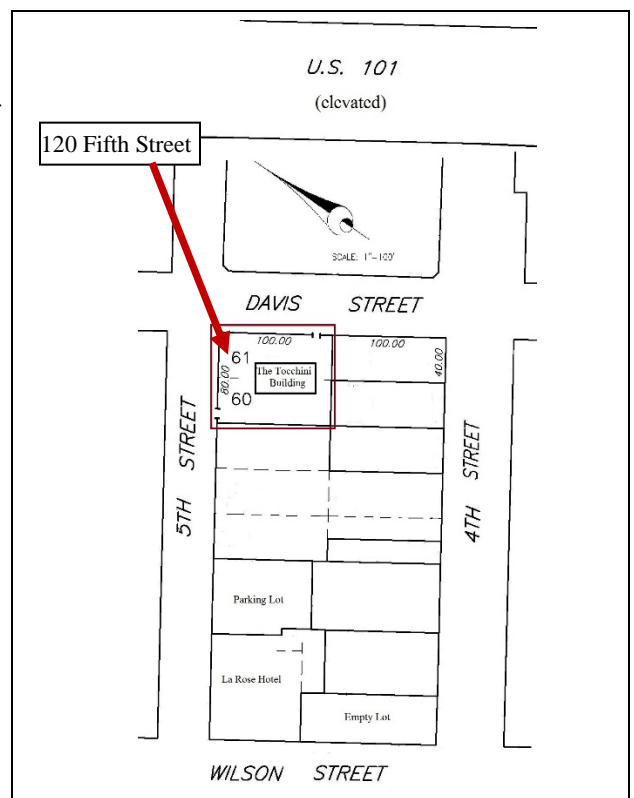 U.S. 101
(elevated)
120 Fifth Street
SCALE: 1"=100'
DAVIS STREET
100.00
100.00
61
60
80.00
The Tocchini
Building
40.00
5TH STREET
4TH STREET
Parking Lot
La Rose Hotel
Empty Lot
WILSON STREET